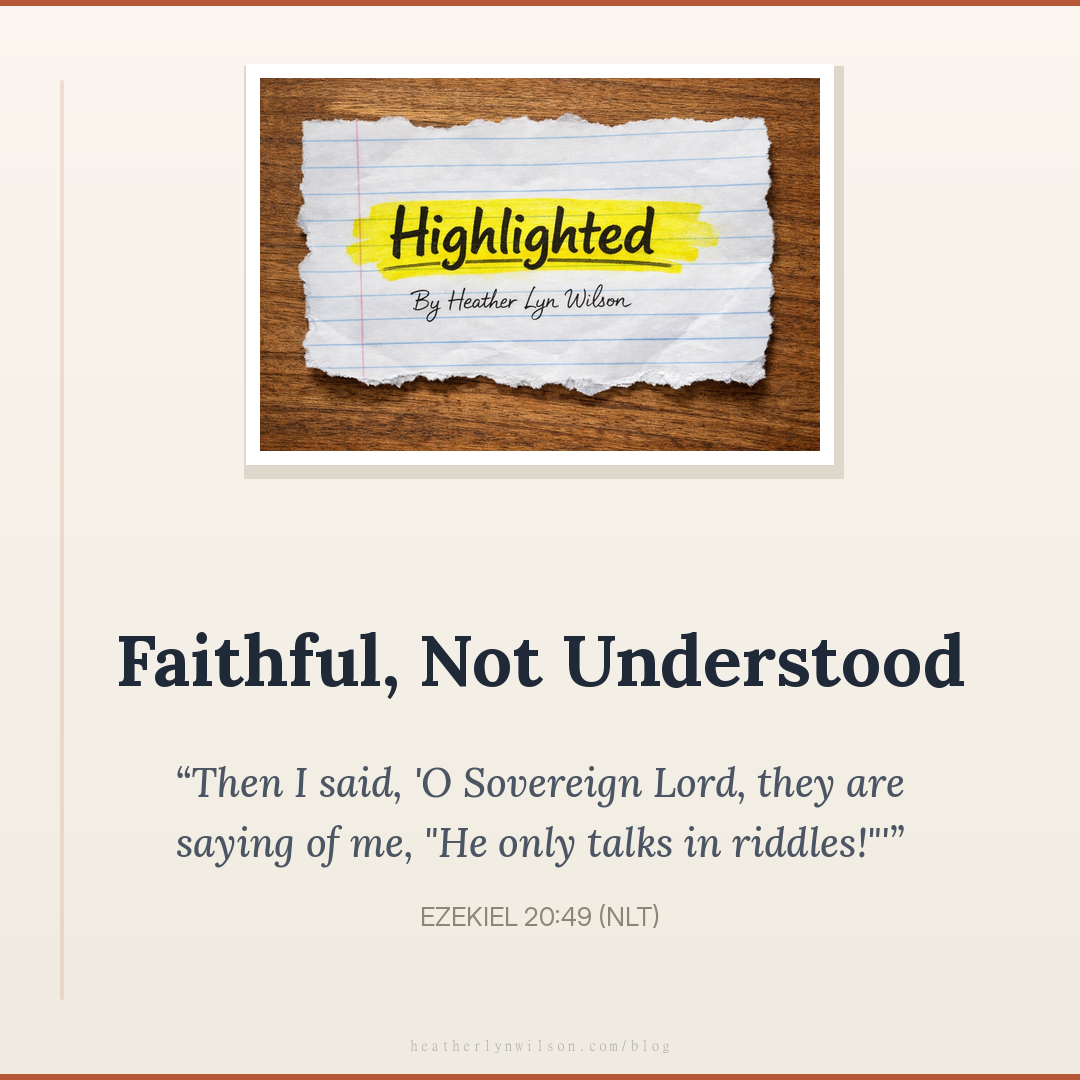 Highlighted
By Heather Lyn Wilson
Faithful, Not Understood
“Then I said, 'O Sovereign Lord, they are
saying of me, "He only talks in riddles!"'”
EZEKIEL 20:49 (NLT)
heatherlynwilson.com/blog